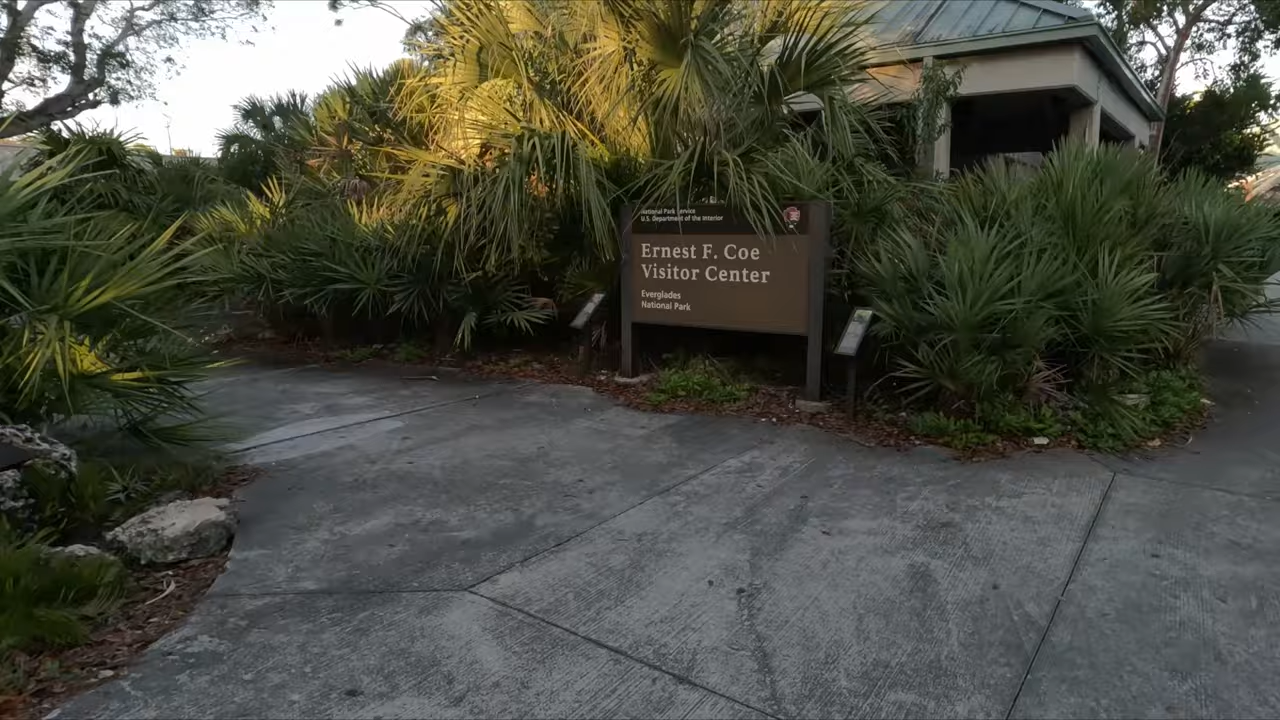 National Park Service
U.S. Department of the Interior
Ernest F. Coe
Visitor Center
Everglades
National Park